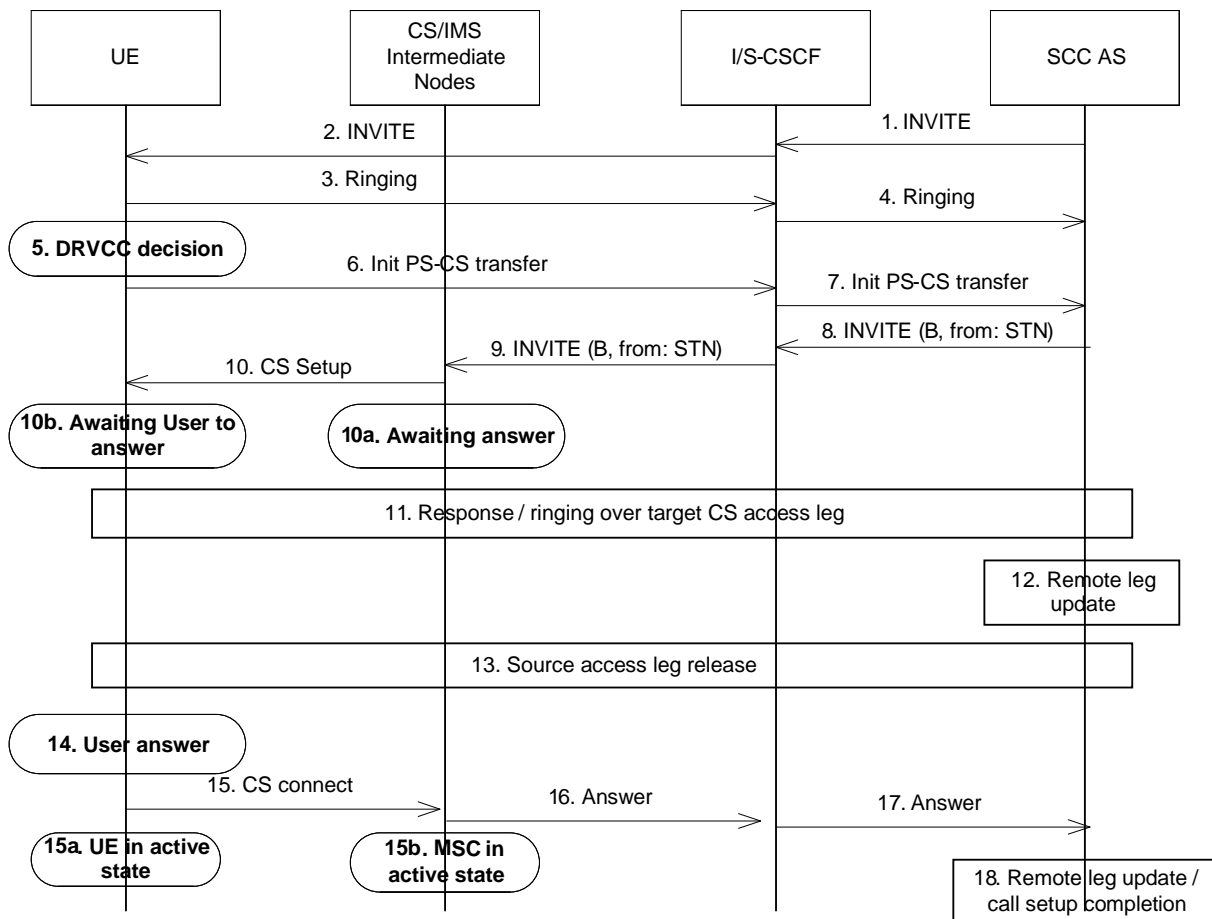 UE
CS/IMS
Intermediate
Nodes
I/S-CSCF
SCC AS
1. INVITE
2. INVITE
3. Ringing
4. Ringing
5. DRVCC decision
6. Init PS-CS transfer
7. Init PS-CS transfer
8. INVITE (B, from: STN)
9. INVITE (B, from: STN)
10. CS Setup
10b. Awaiting User to
answer
10a. Awaiting answer
11. Response / ringing over target CS access leg
12. Remote leg
update
13. Source access leg release
14. User answer
15. CS connect
16. Answer
17. Answer
15a. UE in active
state
15b. MSC in
active state
18. Remote leg update /
call setup completion